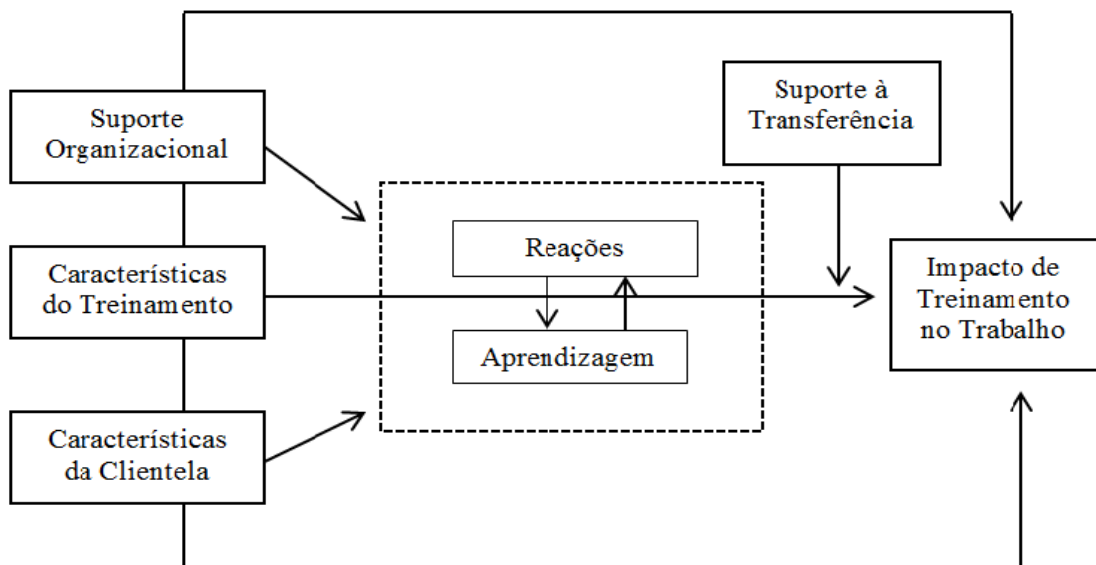 Suporte
Organizacional
Suporte à
Transferência
Reações
Características
do Treinamento
Impacto de
Treinamento
no Trabalho
Aprendizagem
Características
da Clientela